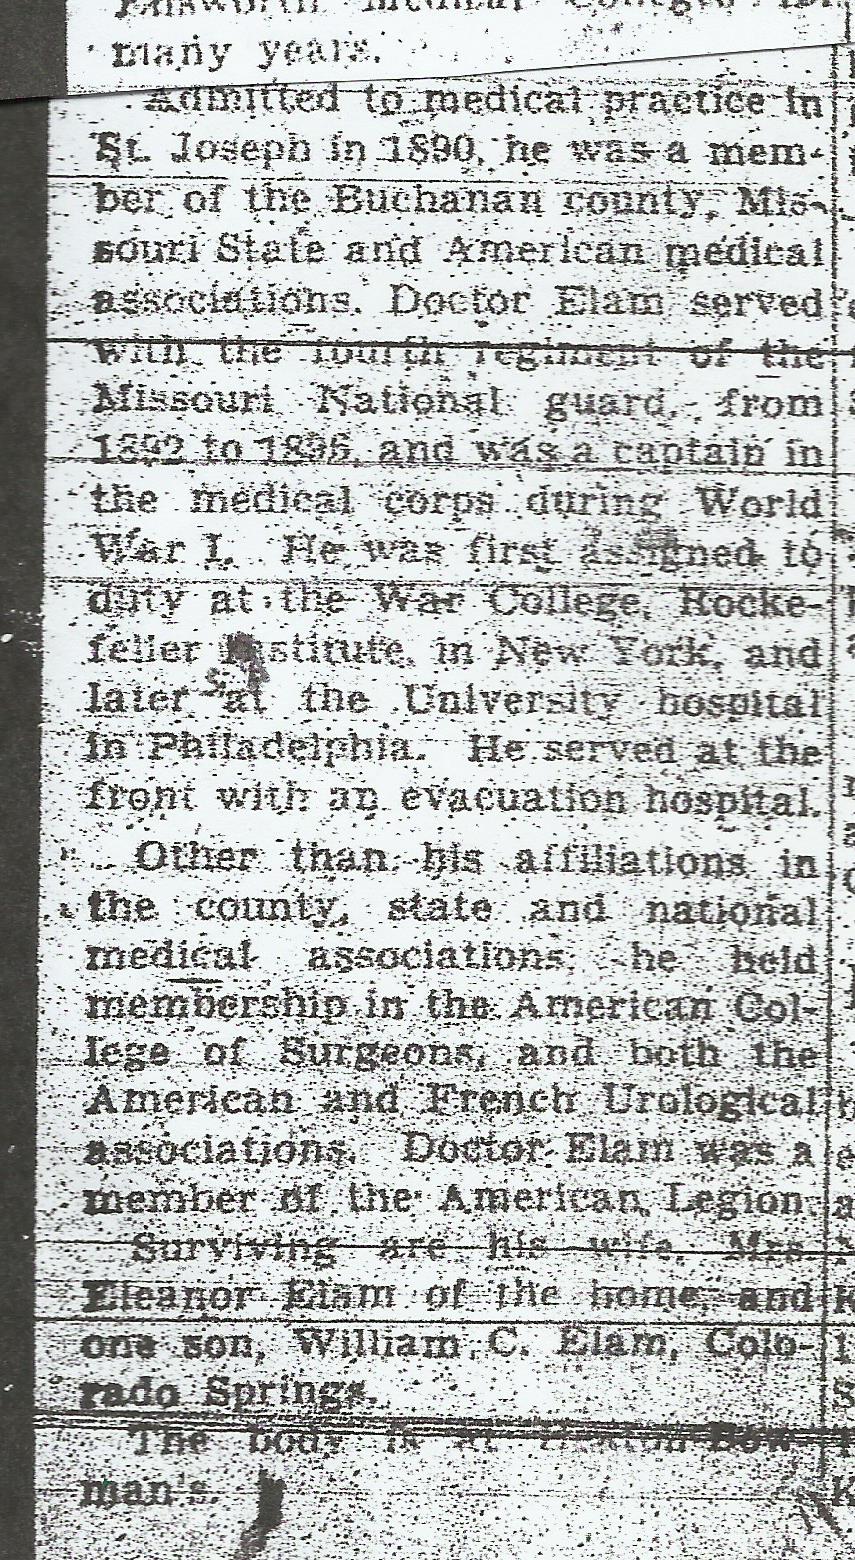 Medical College for
many years.
Admitted to medical practice in
St. Joseph in 1890, he was a mem-
ber of the Buchanan county, Mis-
souri State and American medical
associations. Doctor Elam served
with the fourth regiment of the
Missouri National guard, from
1892 to 1896, and was a captain in
the medical corps during World
War I. He was first assigned to
duty at the War College, Rocke-
feller Institute, in New York, and
later at the University hospital
in Philadelphia. He served at the
front with an evacuation hospital.
Other than his affiliations in
the county, state and national
medical associations, he held
membership in the American Col-
lege of Surgeons, and both the
American and French Urological
associations. Doctor Elam was a
member of the American Legion.
Surviving are his wife, Mrs.
Eleanor Elam of the home, and
one son, William C. Elam, Colo-
rado Springs.
The body is at Heaton-Bow-
man's.